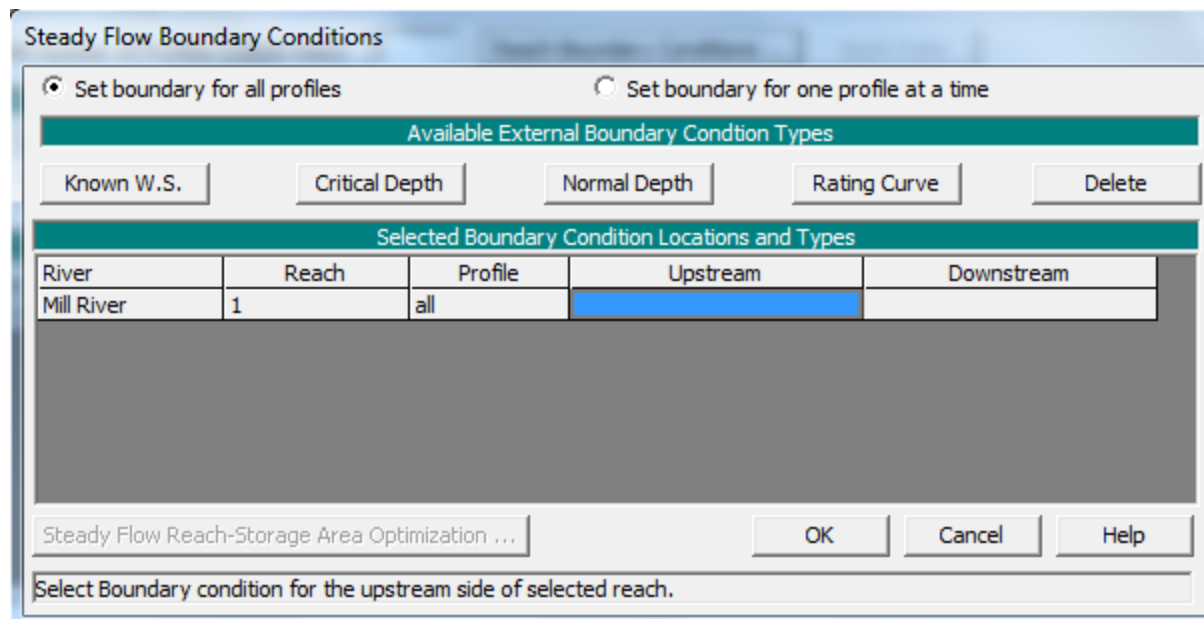 Steady Flow Boundary Conditions
Set boundary for all profiles Set boundary for one profile at a time
Available External Boundary Condtion Types
Known W.S. Critical Depth Normal Depth Rating Curve Delete
Selected Boundary Condition Locations and Types
River Reach Profile Upstream Downstream
Mill River 1 all
Steady Flow Reach-Storage Area Optimization ... OK Cancel Help
Select Boundary condition for the upstream side of selected reach.